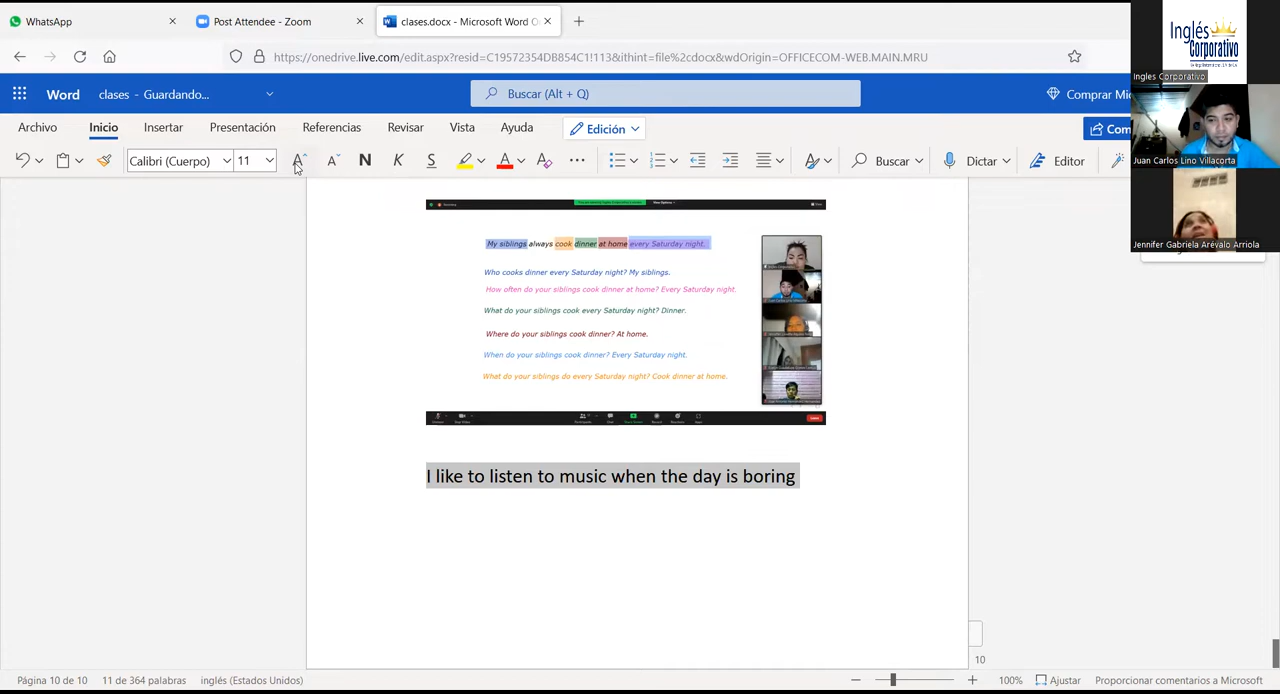 WhatsApp
Post Attendee - Zoom
clases.docx - Microsoft Word O
https://onedrive.live.com/edit.aspx?resid=C19572354DB854C1!113&ithint=file%2cdocx&wdOrigin=OFFICECOM-WEB.MAIN.MRU
Inglés
Corporativo
Ingles Corporativo
Word
clases - Guardando...
Buscar (Alt + Q)
Comprar Mic
Archivo
Inicio
Insertar
Presentación
Referencias
Revisar
Vista
Ayuda
Edición
Com
Juan Carlos Lino Villacorta
Calibri (Cuerpo)
11
N
K
S
Buscar
Dictar
Editor
Jennifer Gabriela Arévalo Arriola
My siblings always cook dinner at home every Saturday night.
Who cooks dinner every Saturday night? My siblings.
How often do your siblings cook dinner at home? Every Saturday night.
What do your siblings cook every Saturday night? Dinner.
Where do your siblings cook dinner? At home.
When do your siblings cook dinner? Every Saturday night.
What do your siblings do every Saturday night? Cook dinner at home.
I like to listen to music when the day is boring
10
Página 10 de 10
11 de 364 palabras
inglés (Estados Unidos)
100%
Ajustar
Proporcionar comentarios a Microsoft